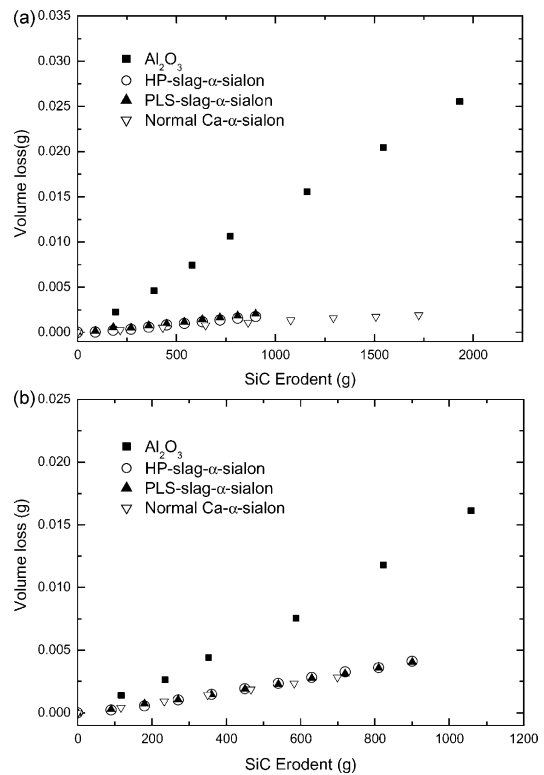 (a)
0.035
0.030
0.025
0.020
0.015
0.010
0.005
0.000
Volume loss(g)
Al₂O₃
HP-slag-α-sialon
PLS-slag-α-sialon
Normal Ca-α-sialon
0 500 1000 1500 2000
SiC Erodent (g)
(b)
0.025
0.020
0.015
0.010
0.005
0.000
Volume loss (g)
Al₂O₃
HP-slag-α-sialon
PLS-slag-α-sialon
Normal Ca-α-sialon
0 200 400 600 800 1000 1200
SiC Erodent (g)